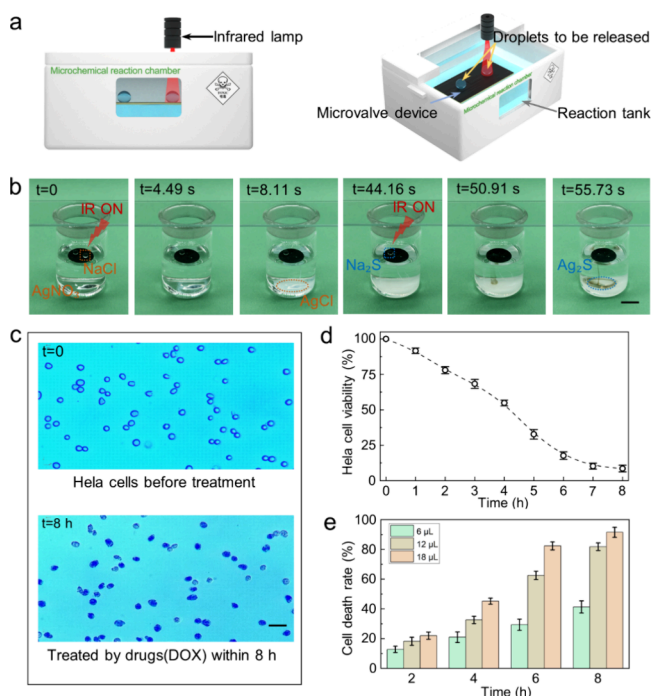 a
Infrared lamp
Microchemical reaction chamber
Droplets to be released
Microchemical reaction chamber
Microvalve device
Reaction tank
b
t=0
t=4.49 s
t=8.11 s
t=44.16 s
t=50.91 s
t=55.73 s
IR ON
IR ON
NaCl
Na₂S
Ag₂S
AgNO₃
AgCl
c
t=0
Hela cells before treatment
t=8 h
Treated by drugs(DOX) within 8 h
d
Hela cell viability (%)
100
75
50
25
0
0 1 2 3 4 5 6 7 8
Time (h)
e
Cell death rate (%)
100
80
60
40
20
0
6 μL
12 μL
18 μL
2 4 6 8
Time (h)